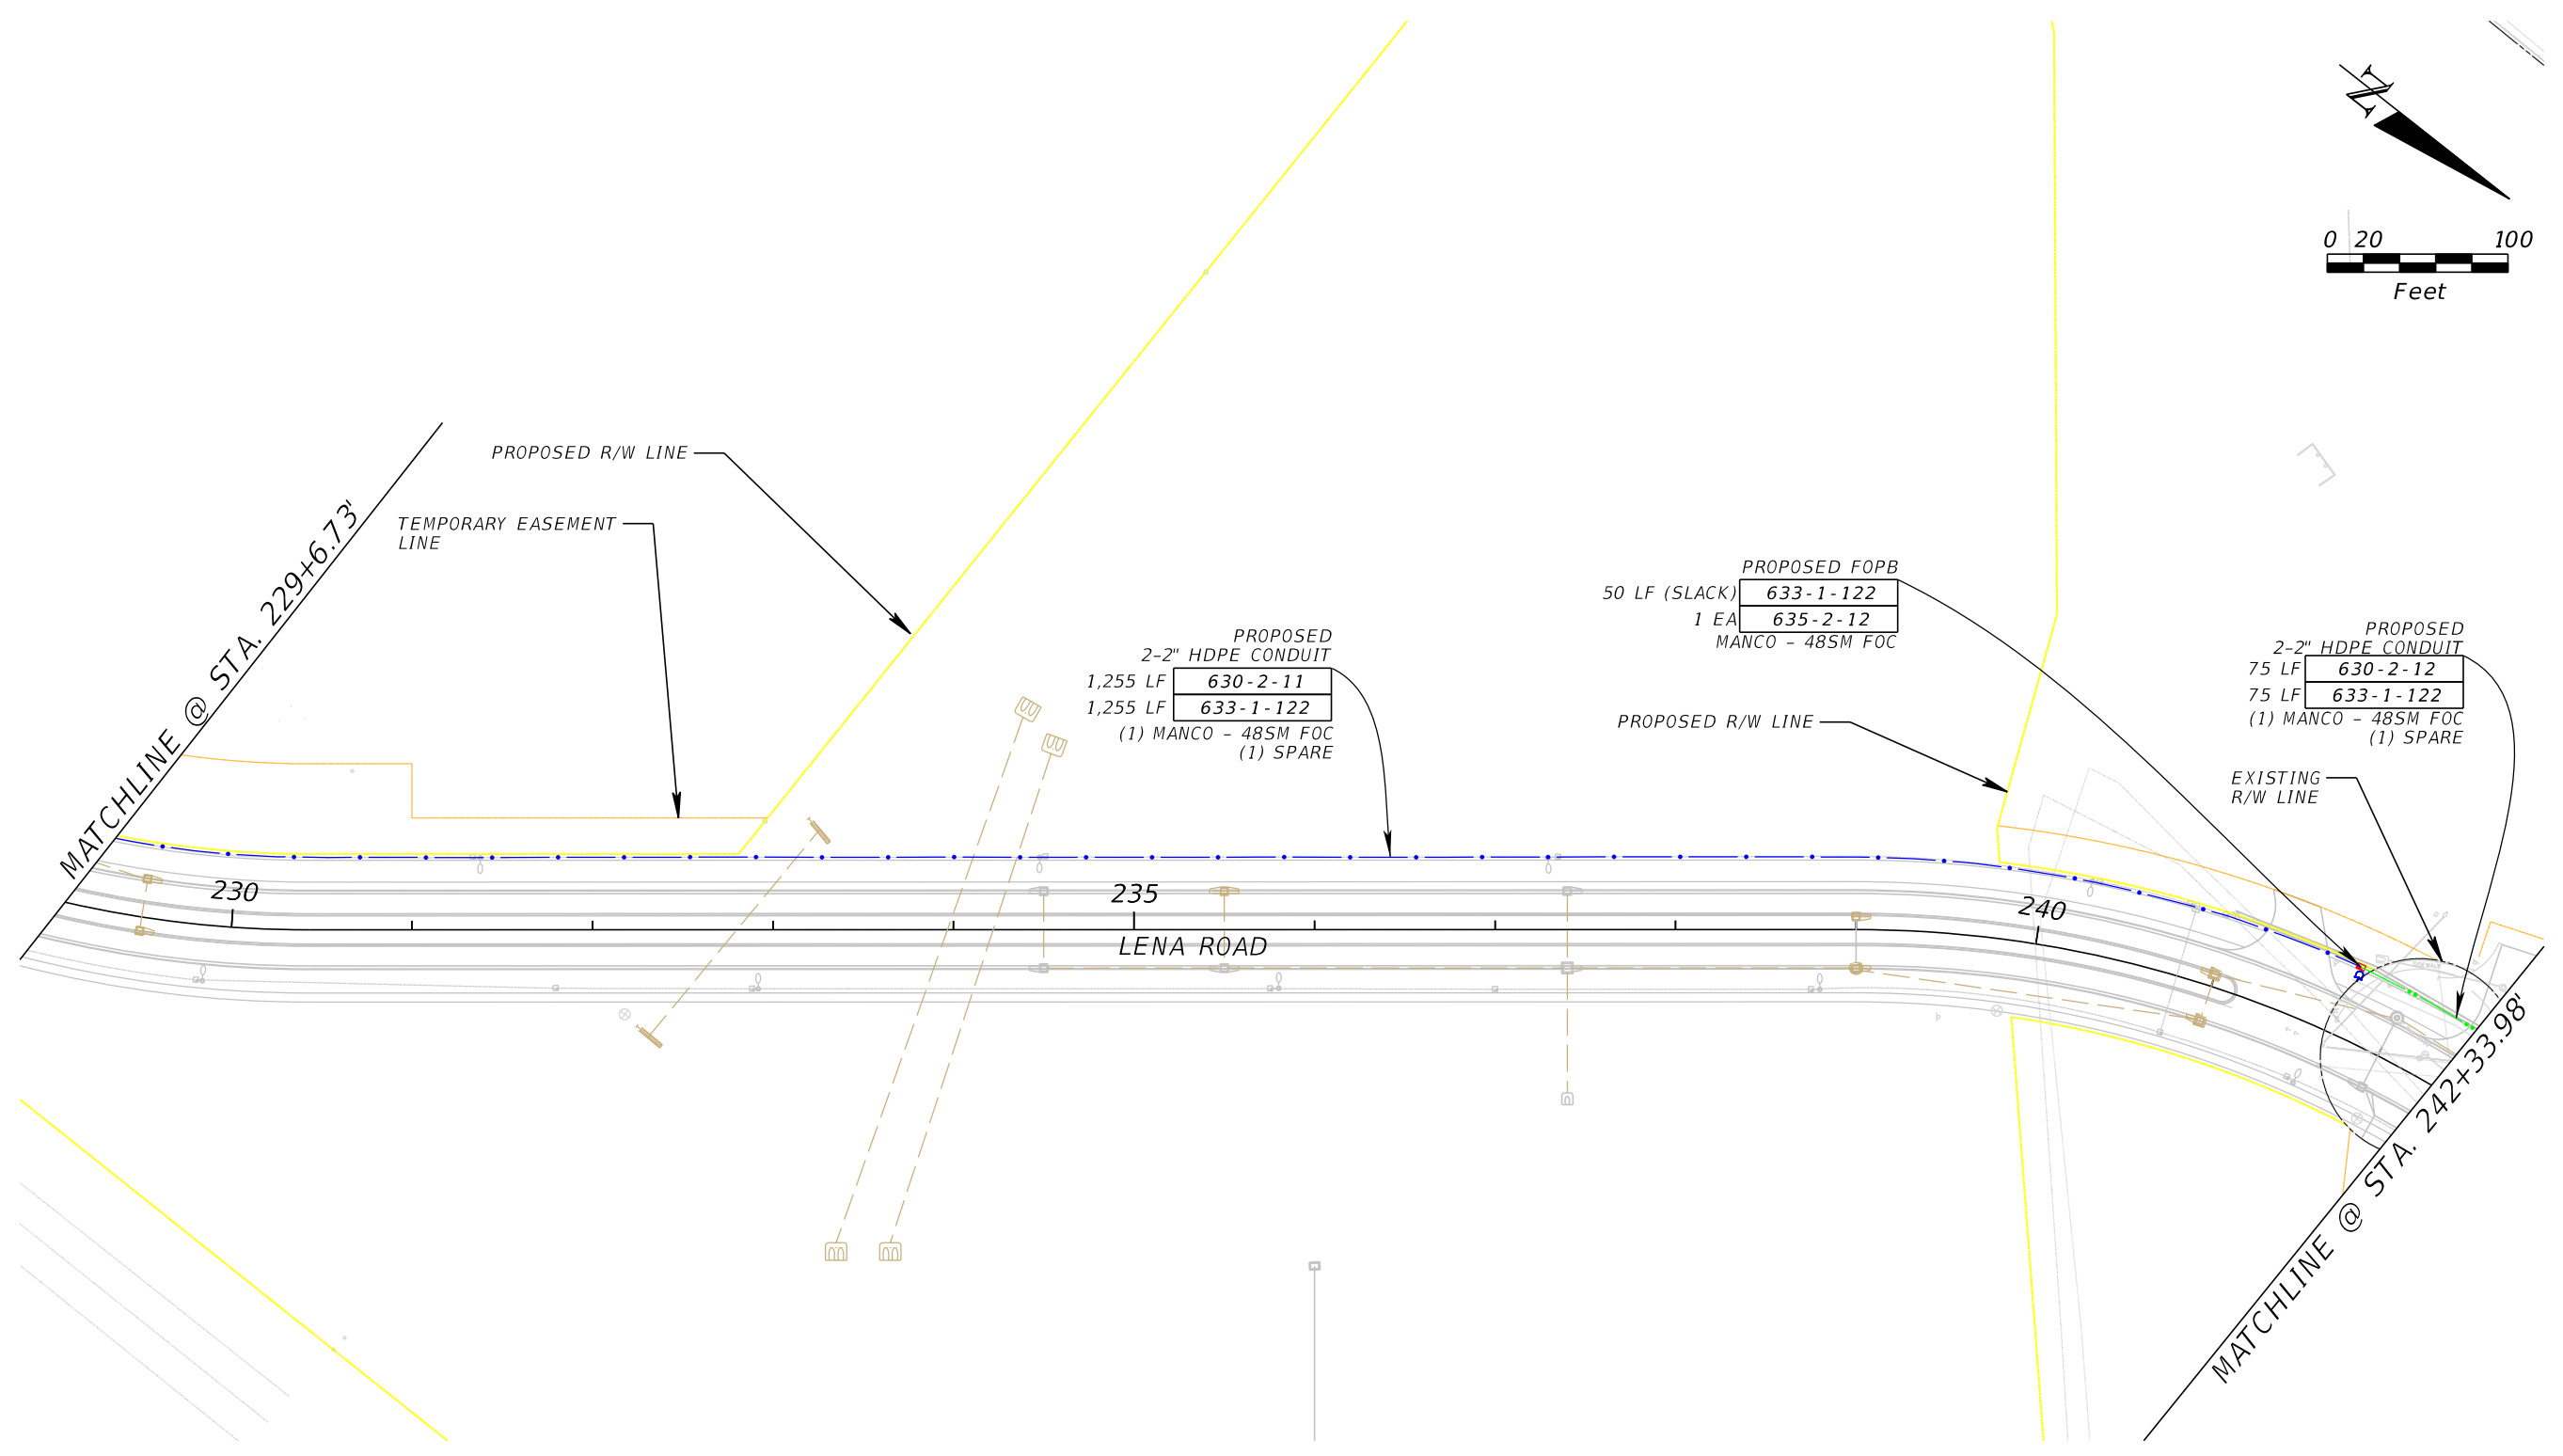 N
0 20 100
Feet
PROPOSED R/W LINE
TEMPORARY EASEMENT
LINE
MATCHLINE @ STA. 229+6.73'
PROPOSED
2-2" HDPE CONDUIT
1,255 LF 630-2-11
1,255 LF 633-1-122
(1) MANCO - 48SM FOC
(1) SPARE
PROPOSED FOPB
50 LF (SLACK) 633-1-122
1 EA 635-2-12
MANCO - 48SM FOC
PROPOSED R/W LINE
PROPOSED
2-2" HDPE CONDUIT
75 LF 630-2-12
75 LF 633-1-122
(1) MANCO - 48SM FOC
(1) SPARE
EXISTING
R/W LINE
230
235
240
LENA ROAD
MATCHLINE @ STA. 242+33.98'